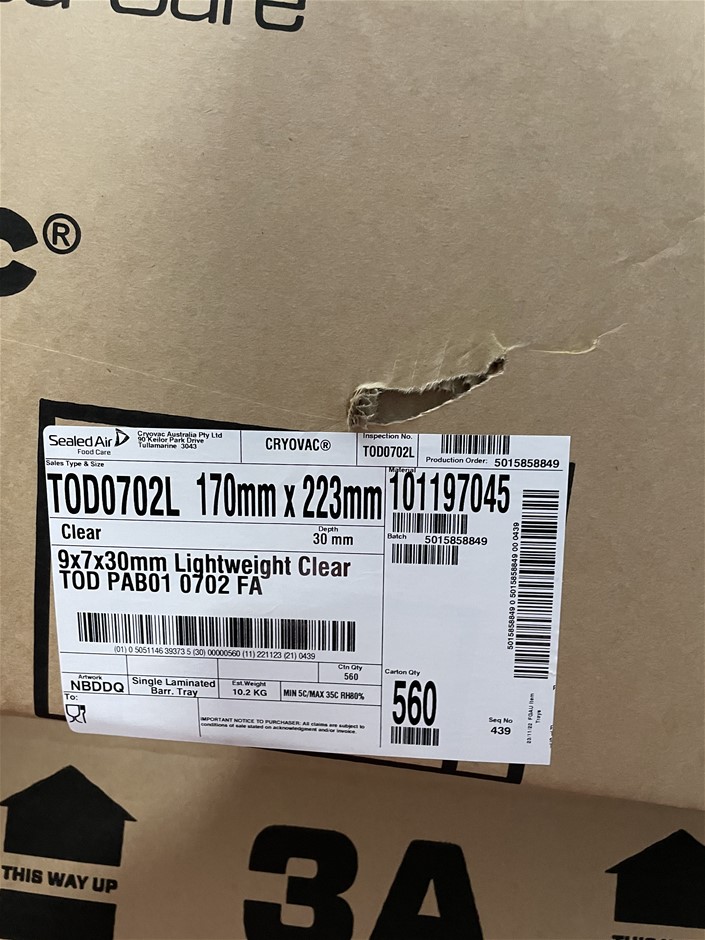 C®
SealedAir
Food Care
Cryovac Australia Pty Ltd
90 Keilor Park Drive
Tullamarine 3043
CRYOVAC®
Inspection No.
TOD0702L
Production Order: 5015858849
Sales Type & Size
TOD0702L 170mm x 223mm
Material
101197045
Clear
Depth
30 mm
Batch 5015858849
9x7x30mm Lightweight Clear
TOD PAB01 0702 FA
5015858849 0 5015858849 00 0439
(01) 0 5051146 39373 5 (30) 00000560 (11) 221123 (21) 0439
Ctn Qty
560
Artwork
NBDDQ
Single Laminated
Barr. Tray
Est.Weight
10.2 KG
MIN 5C/MAX 35C RH80%
Carton Qty
560
To:
IMPORTANT NOTICE TO PURCHASER: All claims are subject to
conditions of sale stated on acknowledgment and/or invoice.
Seq No
439
Trays
THIS WAY UP
3A